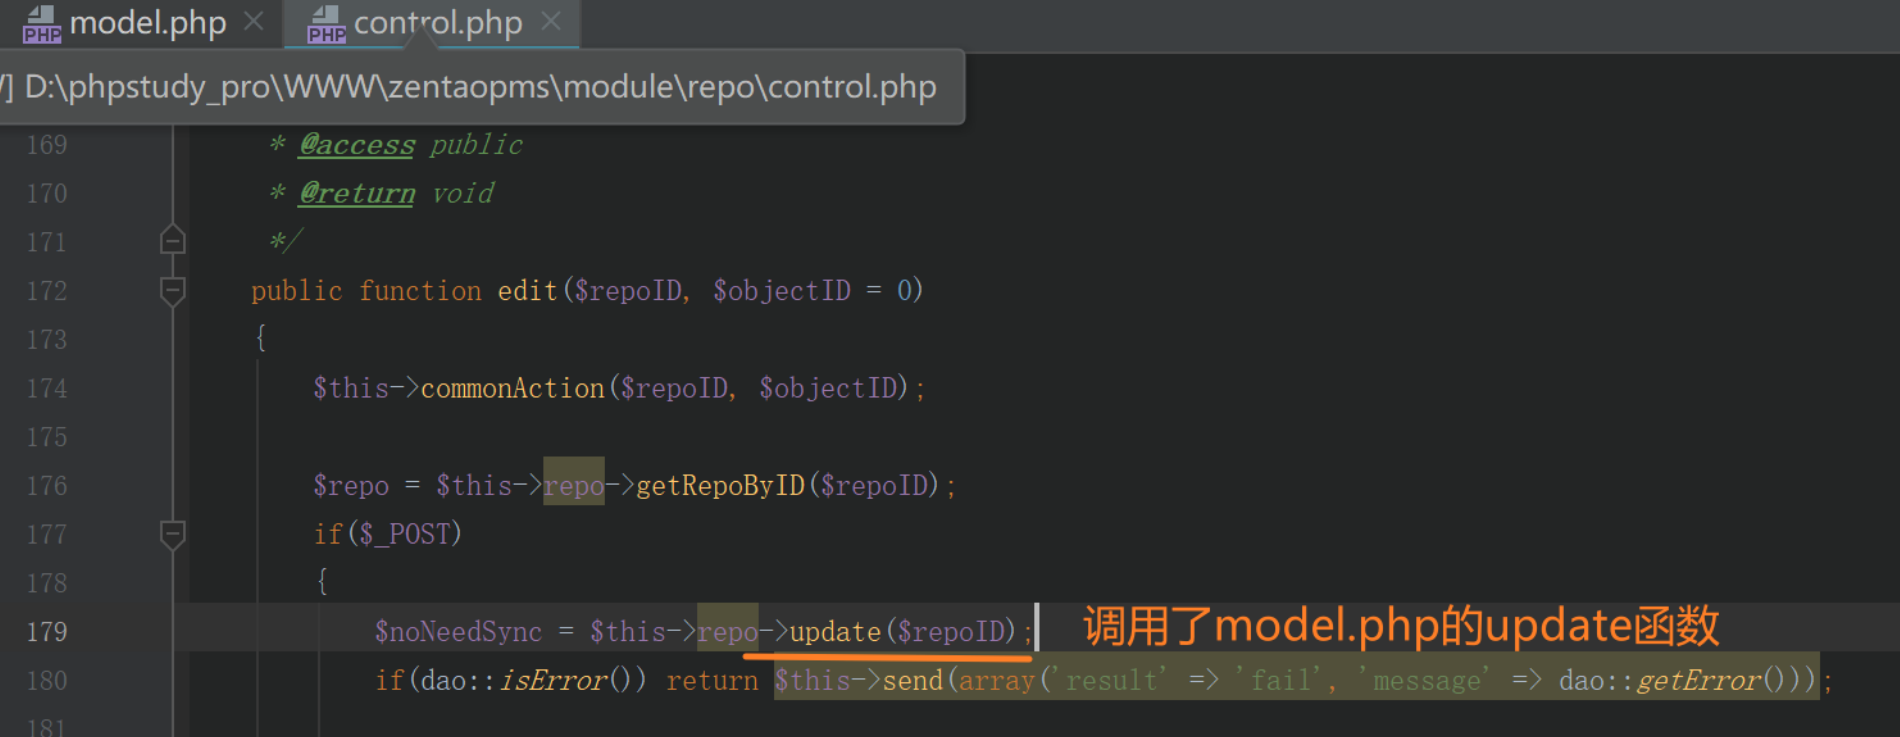 PHP model.php × PHP control.php ×
] D:\phpstudy_pro\WWW\zentaopms\module\repo\control.php
169 * @access public
170 * @return void
171 */
172 public function edit($repoID, $objectID = 0)
173 {
174 $this->commonAction($repoID, $objectID);
175
176 $repo = $this->repo->getRepoByID($repoID);
177 if($_POST)
178 {
179 $noNeedSync = $this->repo->update($repoID); 调用了model.php的update函数
180 if(dao::isError()) return $this->send(array('result' => 'fail', 'message' => dao::getError()));
181